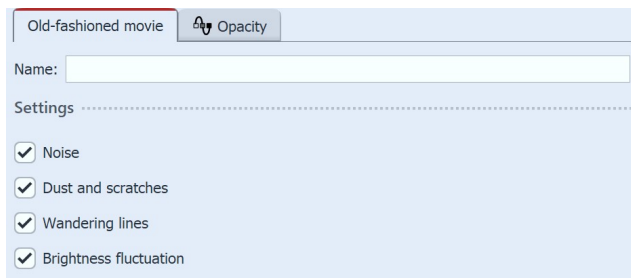 Old-fashioned movie Opacity
Name:
Settings
Noise
Dust and scratches
Wandering lines
Brightness fluctuation